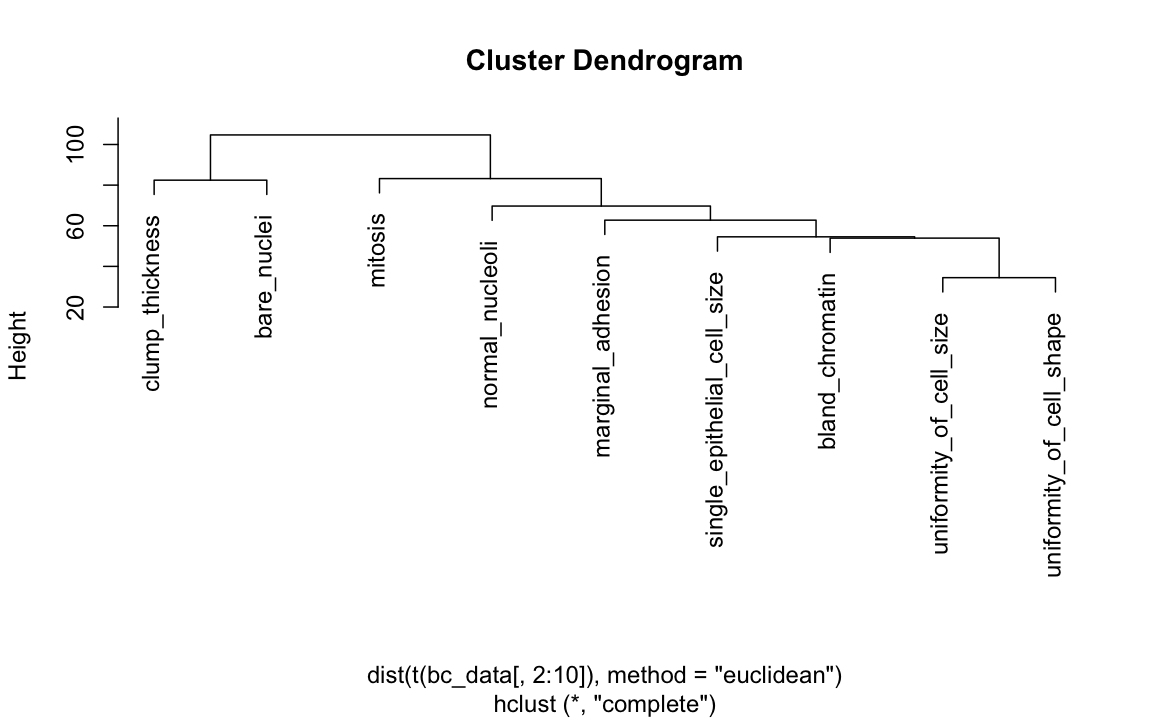 Cluster Dendrogram
Height
100
60
20
clump_thickness
bare_nuclei
mitosis
normal_nucleoli
marginal_adhesion
single_epithelial_cell_size
bland_chromatin
uniformity_of_cell_size
uniformity_of_cell_shape
dist(t(bc_data[, 2:10]), method = "euclidean")
hclust (*, "complete")